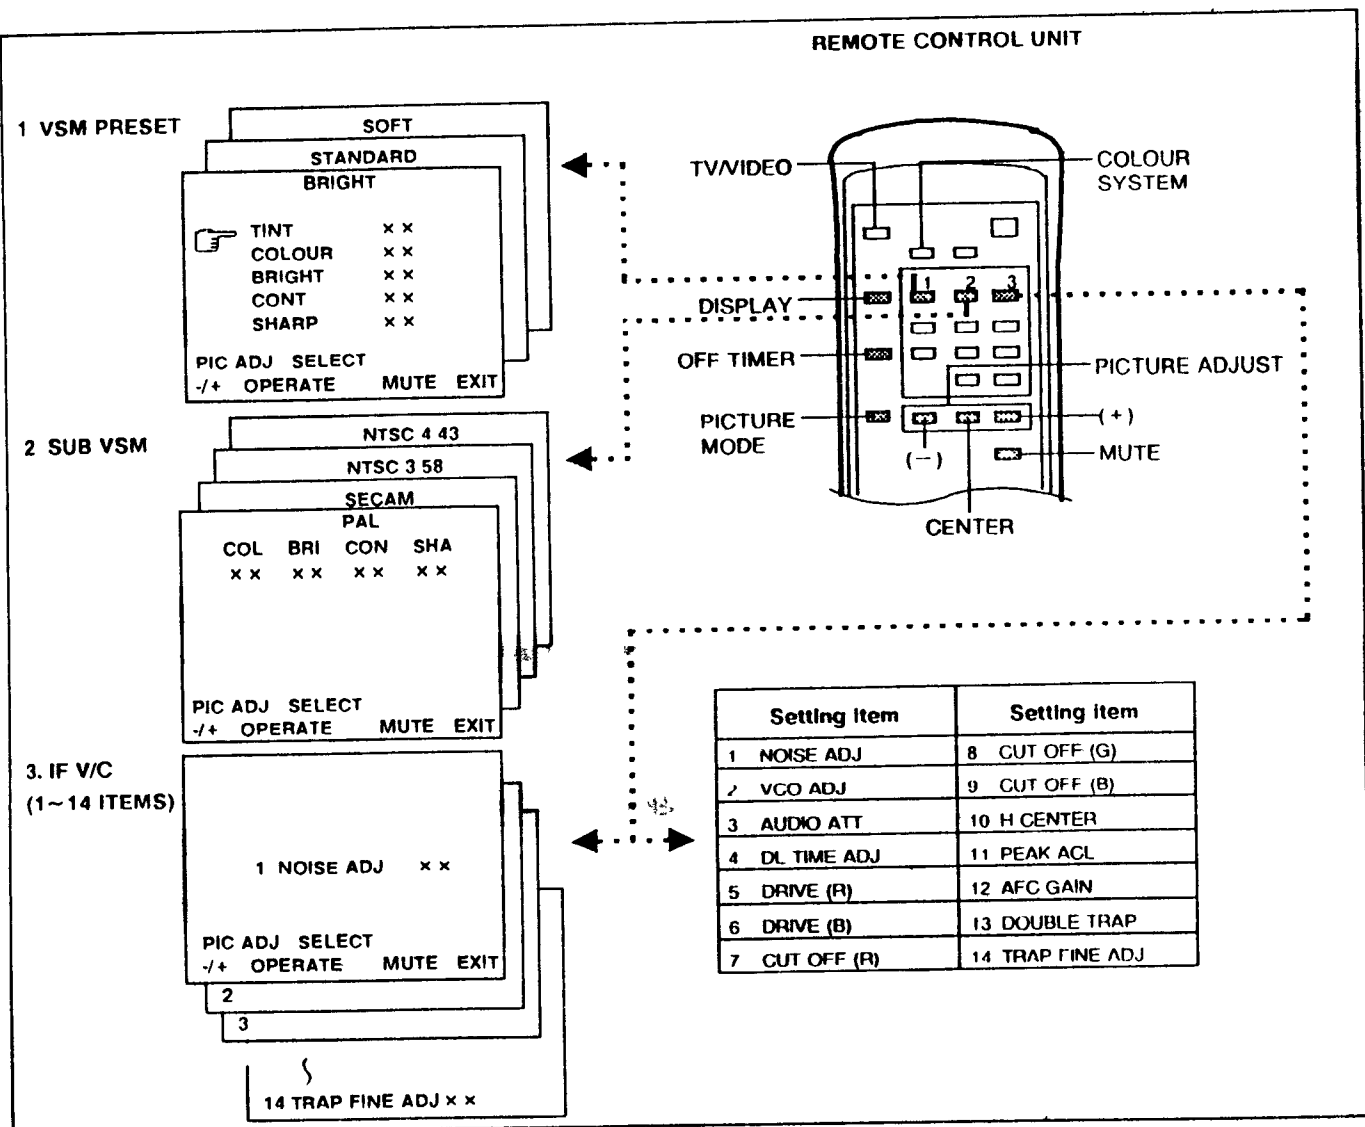 REMOTE CONTROL UNIT
1 VSM PRESET
SOFT
STANDARD
BRIGHT
TINT ××
COLOUR ××
BRIGHT ××
CONT ××
SHARP ××
PIC ADJ SELECT
-/+ OPERATE MUTE EXIT
2 SUB VSM
NTSC 4 43
NTSC 3 58
SECAM
PAL
COL BRI CON SHA
×× ×× ×× ××
PIC ADJ SELECT
-/+ OPERATE MUTE EXIT
3. IF V/C
(1~14 ITEMS)
1 NOISE ADJ ××
PIC ADJ SELECT
-/+ OPERATE MUTE EXIT
2
3
14 TRAP FINE ADJ ××
TV/VIDEO
COLOUR
SYSTEM
1 2 3
DISPLAY
OFF TIMER
PICTURE ADJUST
PICTURE
MODE
(+)
(−)
MUTE
CENTER
Setting item Setting item
1 NOISE ADJ 8 CUT OFF (G)
2 VCO ADJ 9 CUT OFF (B)
3 AUDIO ATT 10 H CENTER
4 DL TIME ADJ 11 PEAK ACL
5 DRIVE (R) 12 AFC GAIN
6 DRIVE (B) 13 DOUBLE TRAP
7 CUT OFF (R) 14 TRAP FINE ADJ